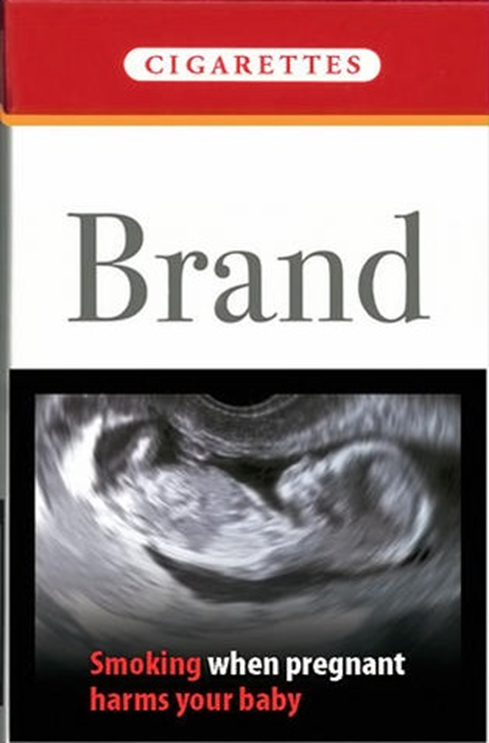 CIGARETTES
Brand
Smoking when pregnant
harms your baby